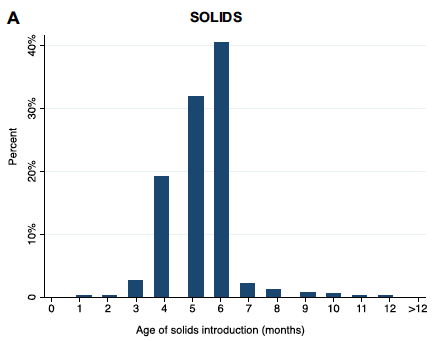 A
SOLIDS
Percent
40%
30%
20%
10%
0
0 1 2 3 4 5 6 7 8 9 10 11 12 >12
Age of solids introduction (months)